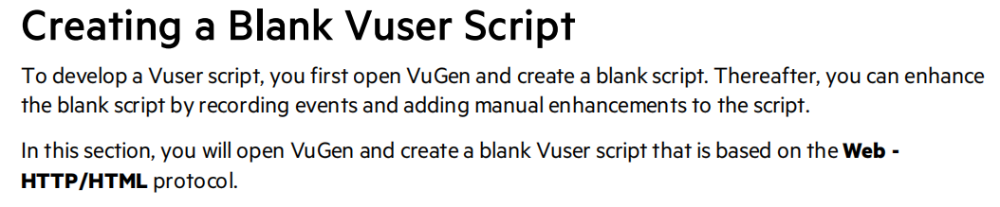 Creating a Blank Vuser Script
To develop a Vuser script, you first open VuGen and create a blank script. Thereafter, you can enhance
the blank script by recording events and adding manual enhancements to the script.
In this section, you will open VuGen and create a blank Vuser script that is based on the Web -
HTTP/HTML protocol.